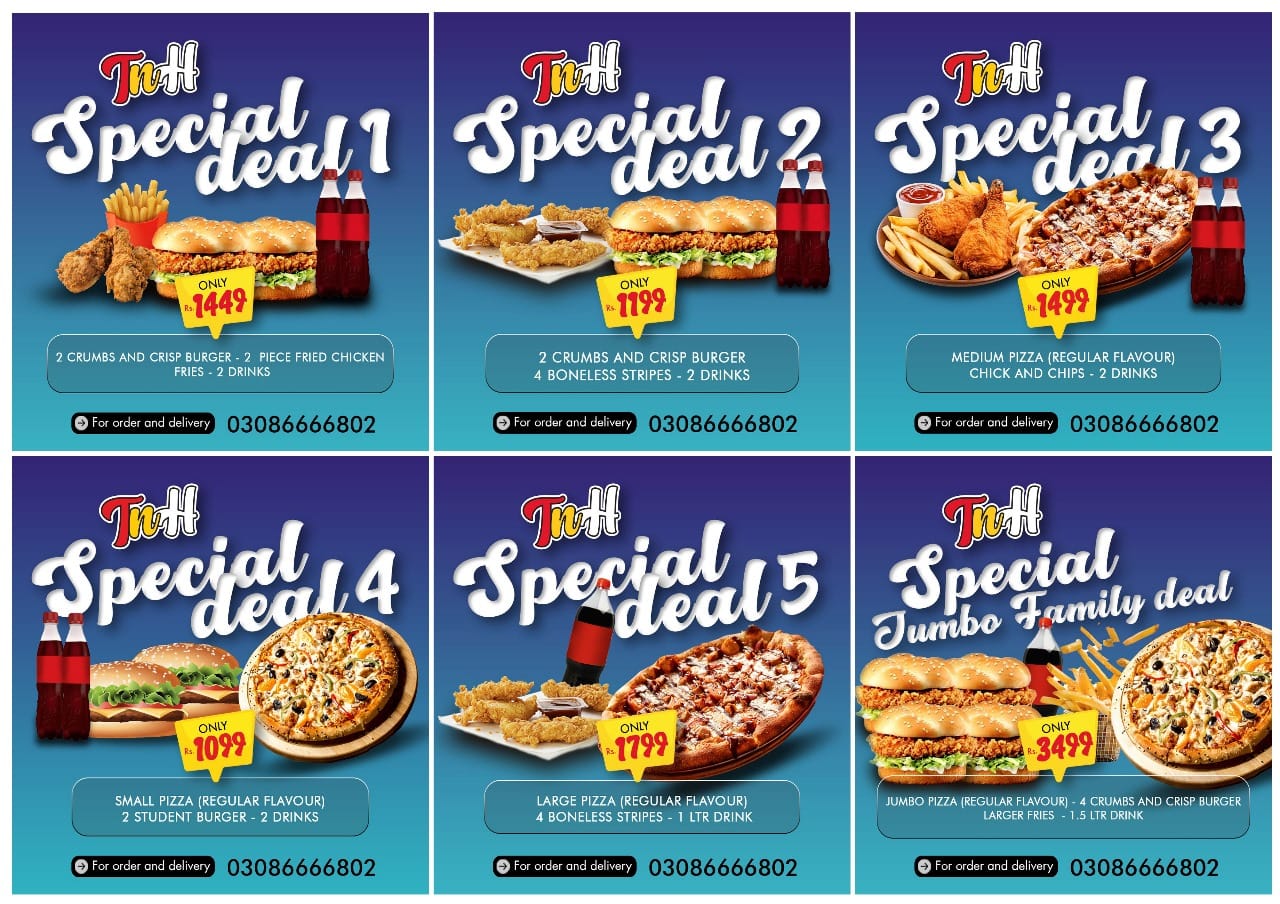 TnH
Special
deal 1
ONLY
Rs.1449
2 CRUMBS AND CRISP BURGER - 2 PIECE FRIED CHICKEN
FRIES - 2 DRINKS
For order and delivery 03086666802
TnH
Special
deal 2
ONLY
Rs.1199
2 CRUMBS AND CRISP BURGER
4 BONELESS STRIPES - 2 DRINKS
For order and delivery 03086666802
TnH
Special
deal 3
ONLY
Rs.1499
MEDIUM PIZZA (REGULAR FLAVOUR)
CHICK AND CHIPS - 2 DRINKS
For order and delivery 03086666802
TnH
Special
deal 4
ONLY
Rs.1099
SMALL PIZZA (REGULAR FLAVOUR)
2 STUDENT BURGER - 2 DRINKS
For order and delivery 03086666802
TnH
Special
deal 5
ONLY
Rs.1799
LARGE PIZZA (REGULAR FLAVOUR)
4 BONELESS STRIPES - 1 LTR DRINK
For order and delivery 03086666802
TnH
Special
Jumbo Family deal
ONLY
Rs.3499
JUMBO PIZZA (REGULAR FLAVOUR) - 4 CRUMBS AND CRISP BURGER
LARGER FRIES - 1.5 LTR DRINK
For order and delivery 03086666802